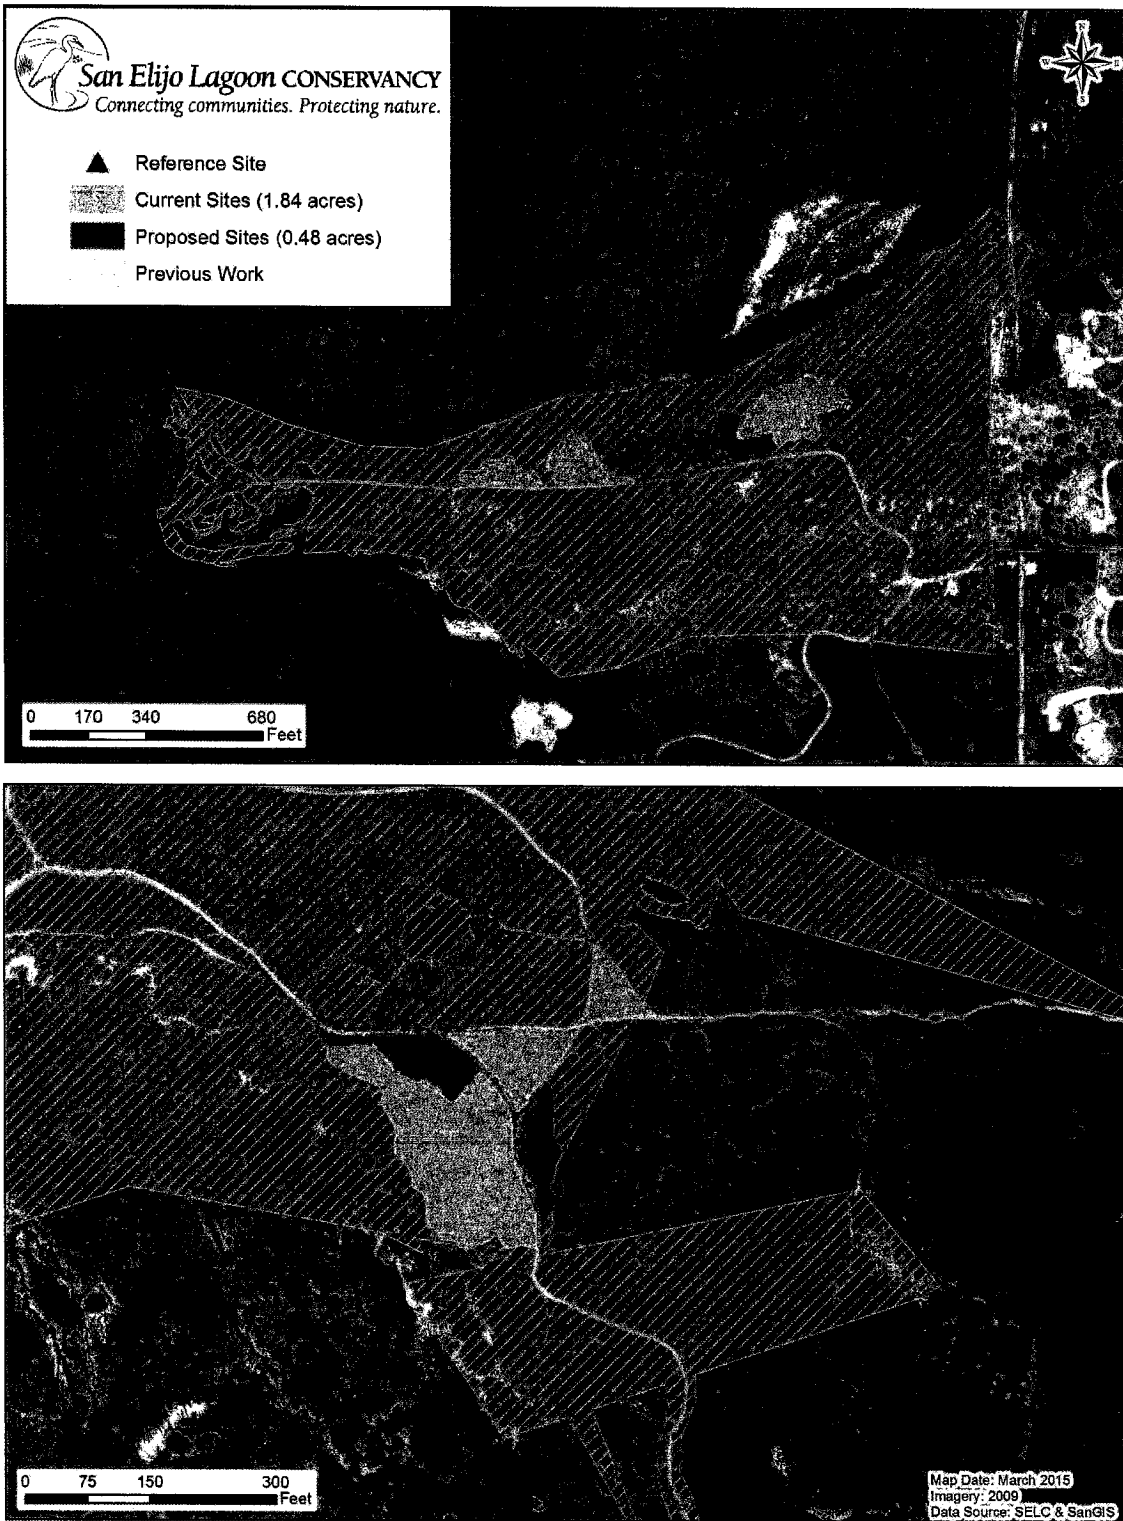 San Elijo Lagoon CONSERVANCY
Connecting communities. Protecting nature.
Reference Site
Current Sites (1.84 acres)
Proposed Sites (0.48 acres)
Previous Work
N
W E
S
0 170 340 680
Feet
0 75 150 300
Feet
Map Date: March 2015
Imagery: 2009
Data Source: SELC & SanGIS